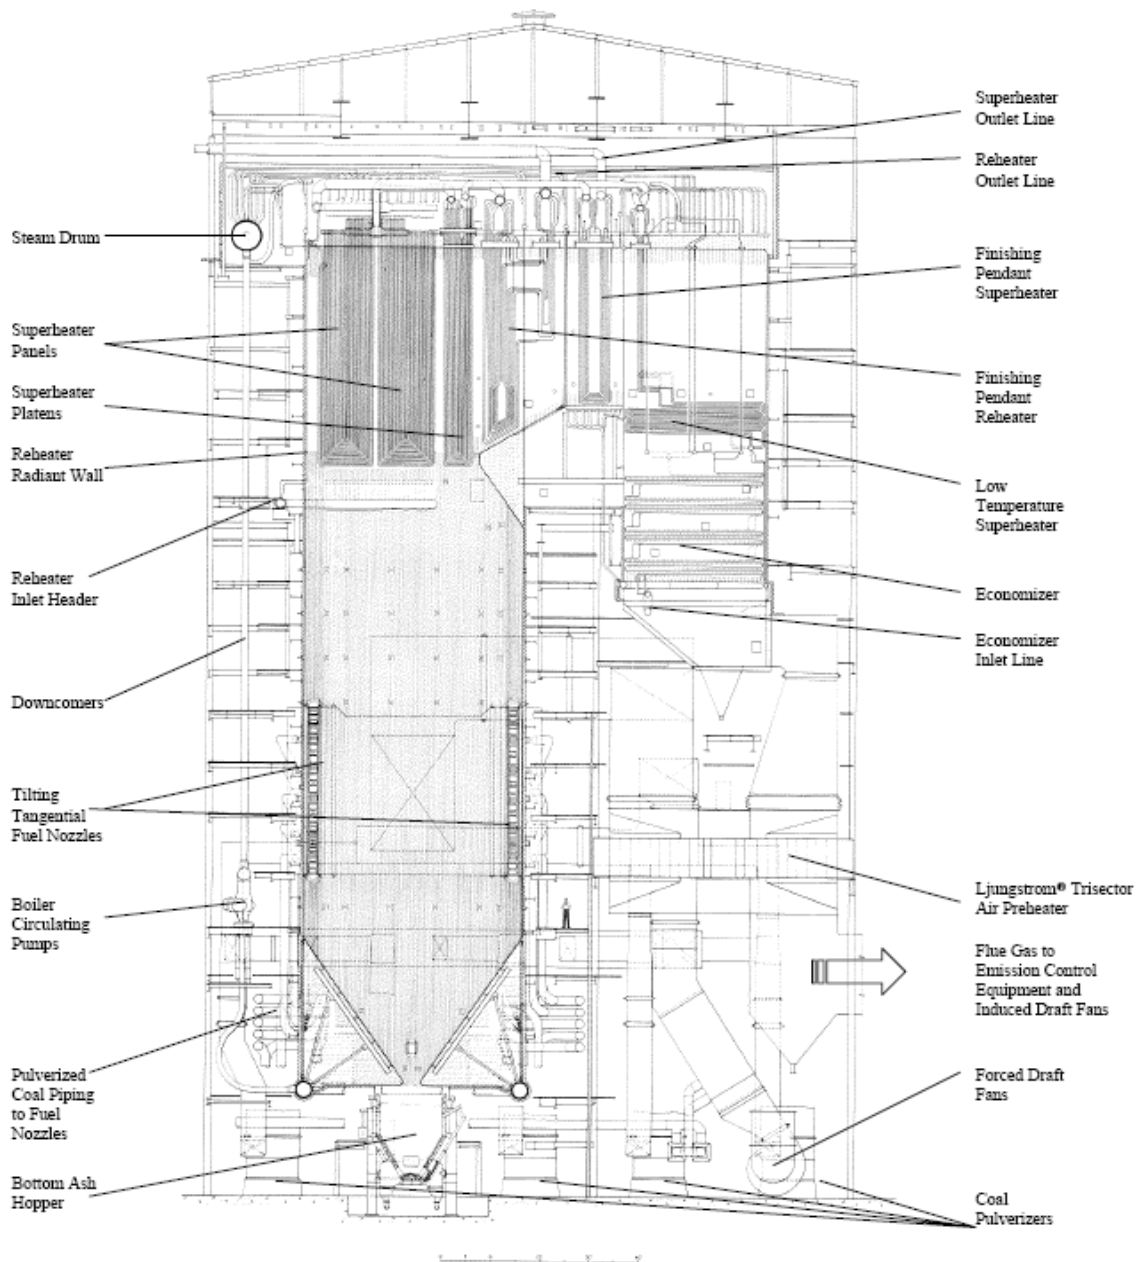 Steam Drum
Superheater
Panels
Superheater
Platens
Reheater
Radiant Wall
Reheater
Inlet Header
Downcomers
Tilting
Tangential
Fuel Nozzles
Boiler
Circulating
Pumps
Pulverized
Coal Piping
to Fuel
Nozzles
Bottom Ash
Hopper
Superheater
Outlet Line
Reheater
Outlet Line
Finishing
Pendant
Superheater
Finishing
Pendant
Reheater
Low
Temperature
Superheater
Economizer
Economizer
Inlet Line
Ljungstrom® Trisector
Air Preheater
Flue Gas to
Emission Control
Equipment and
Induced Draft Fans
Forced Draft
Fans
Coal
Pulverizers